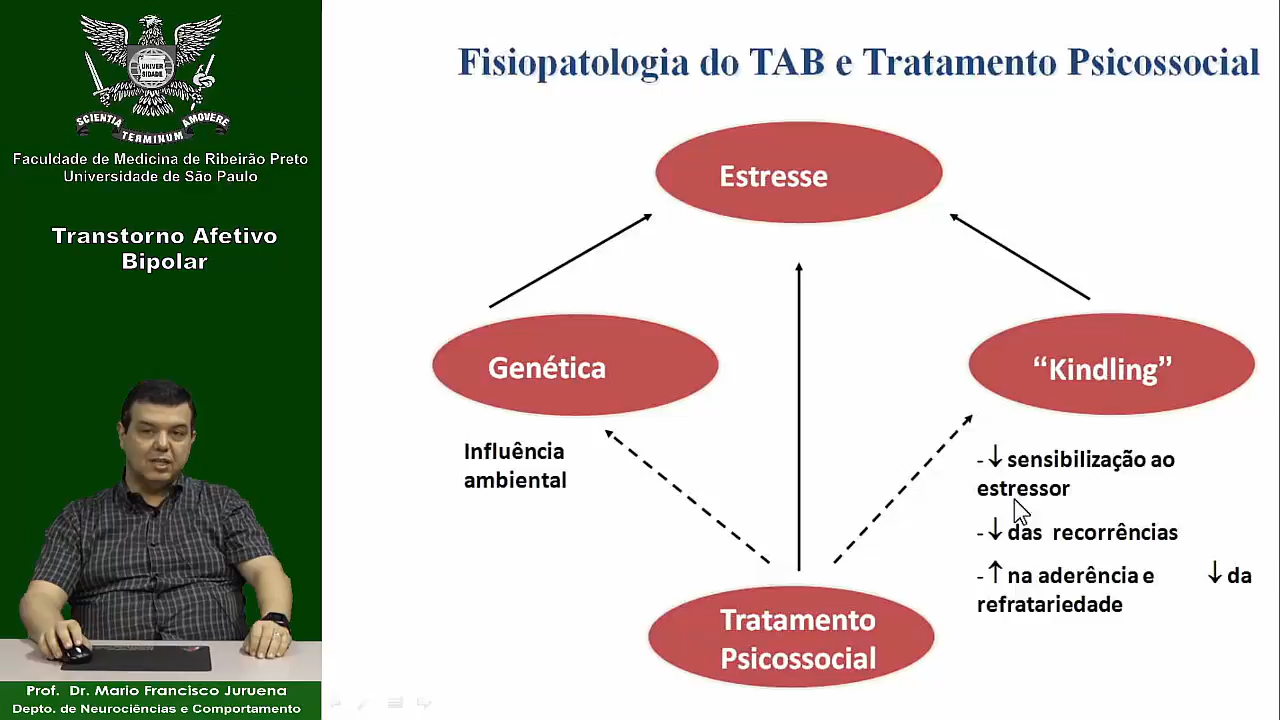 UNIVER
SIDADE
SCIENTIA
TERMINUM
AMOVERE
Faculdade de Medicina de Ribeirão Preto
Universidade de São Paulo
Transtorno Afetivo
Bipolar
Prof. Dr. Mario Francisco Juruena
Depto. de Neurociências e Comportamento
Fisiopatologia do TAB e Tratamento Psicossocial
Estresse
Genética
“Kindling”
Influência
ambiental
-↓sensibilização ao
estressor
-↓das recorrências
-↑na aderência e ↓da
refratariedade
Tratamento
Psicossocial